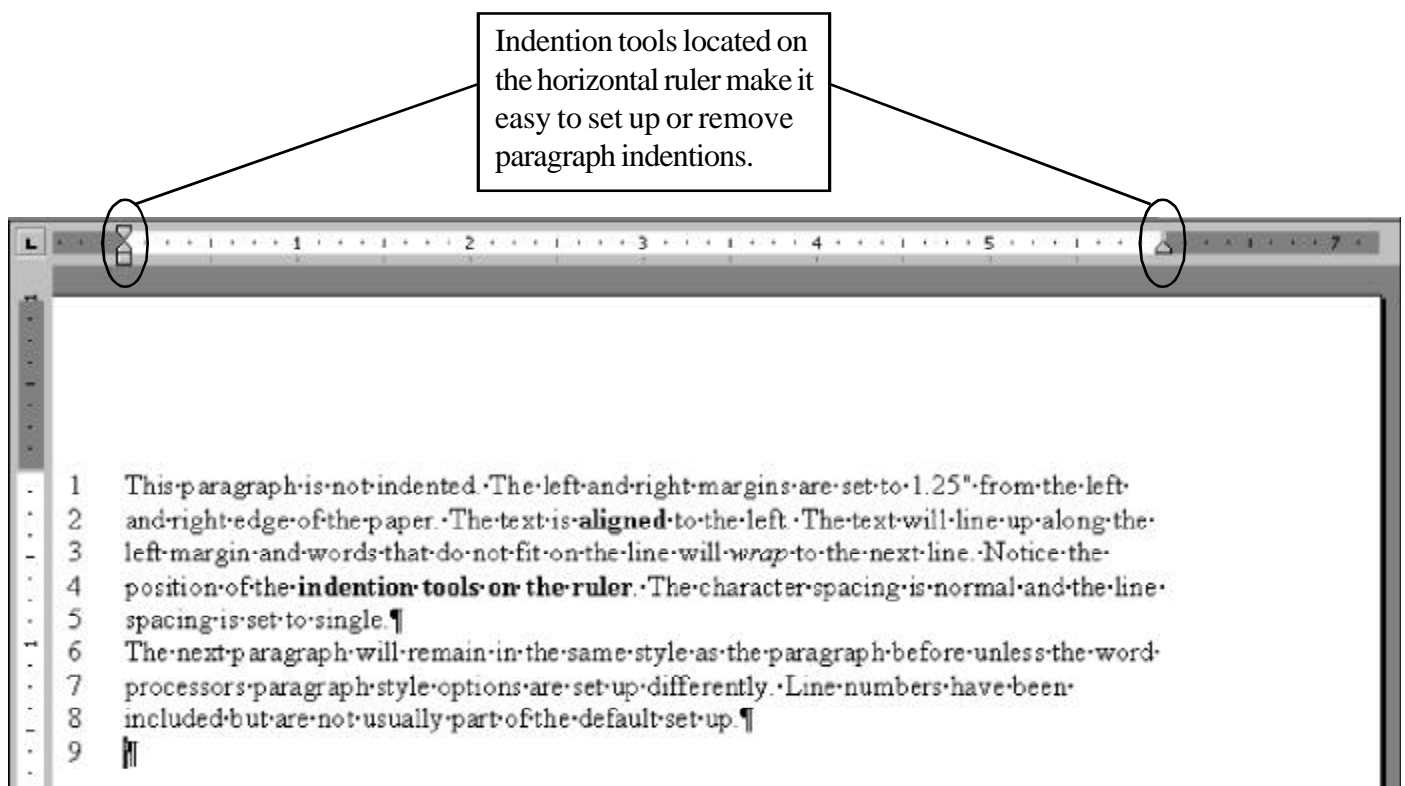 Indention tools located on
the horizontal ruler make it
easy to set up or remove
paragraph indentions.
L 1 2 3 4 5 7
1
1 This·paragraph·is·not·indented.·The·left·and·right·margins·are·set·to·1.25"·from·the·left·
2 and·right·edge·of·the·paper.·The·text·is·aligned·to·the·left.·The·text·will·line·up·along·the·
3 left·margin·and·words·that·do·not·fit·on·the·line·will·wrap·to·the·next·line.·Notice·the·
4 position·of·the·indention·tools·on·the·ruler.·The·character·spacing·is·normal·and·the·line·
5 spacing·is·set·to·single.¶
1
6 The·next·paragraph·will·remain·in·the·same·style·as·the·paragraph·before·unless·the·word·
7 processors·paragraph·style·options·are·set·up·differently.·Line·numbers·have·been·
8 included·but·are·not·usually·part·of·the·default·set·up.¶
9 ¶